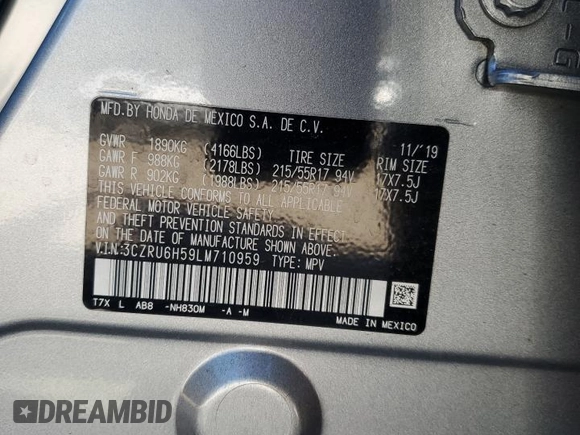 MFD. BY HONDA DE MEXICO S.A. DE C.V.
11/'19
GVWR 1890KG (4166LBS) TIRE SIZE RIM SIZE
GAWR F 988KG (2178LBS) 215/55R17 94V 17X7.5J
GAWR R 902KG (1988LBS) 215/55R17 94V 17X7.5J
THIS VEHICLE CONFORMS TO ALL APPLICABLE
FEDERAL MOTOR VEHICLE SAFETY
AND THEFT PREVENTION STANDARDS
IN EFFECT ON THE DATE OF MANUFACTURE
SHOWN ABOVE.
V.I.N:3CZRU6H59LM710959 TYPE: MPV
T7X L AB8 -NH830M -A -M
MADE IN MEXICO
DREAMBID